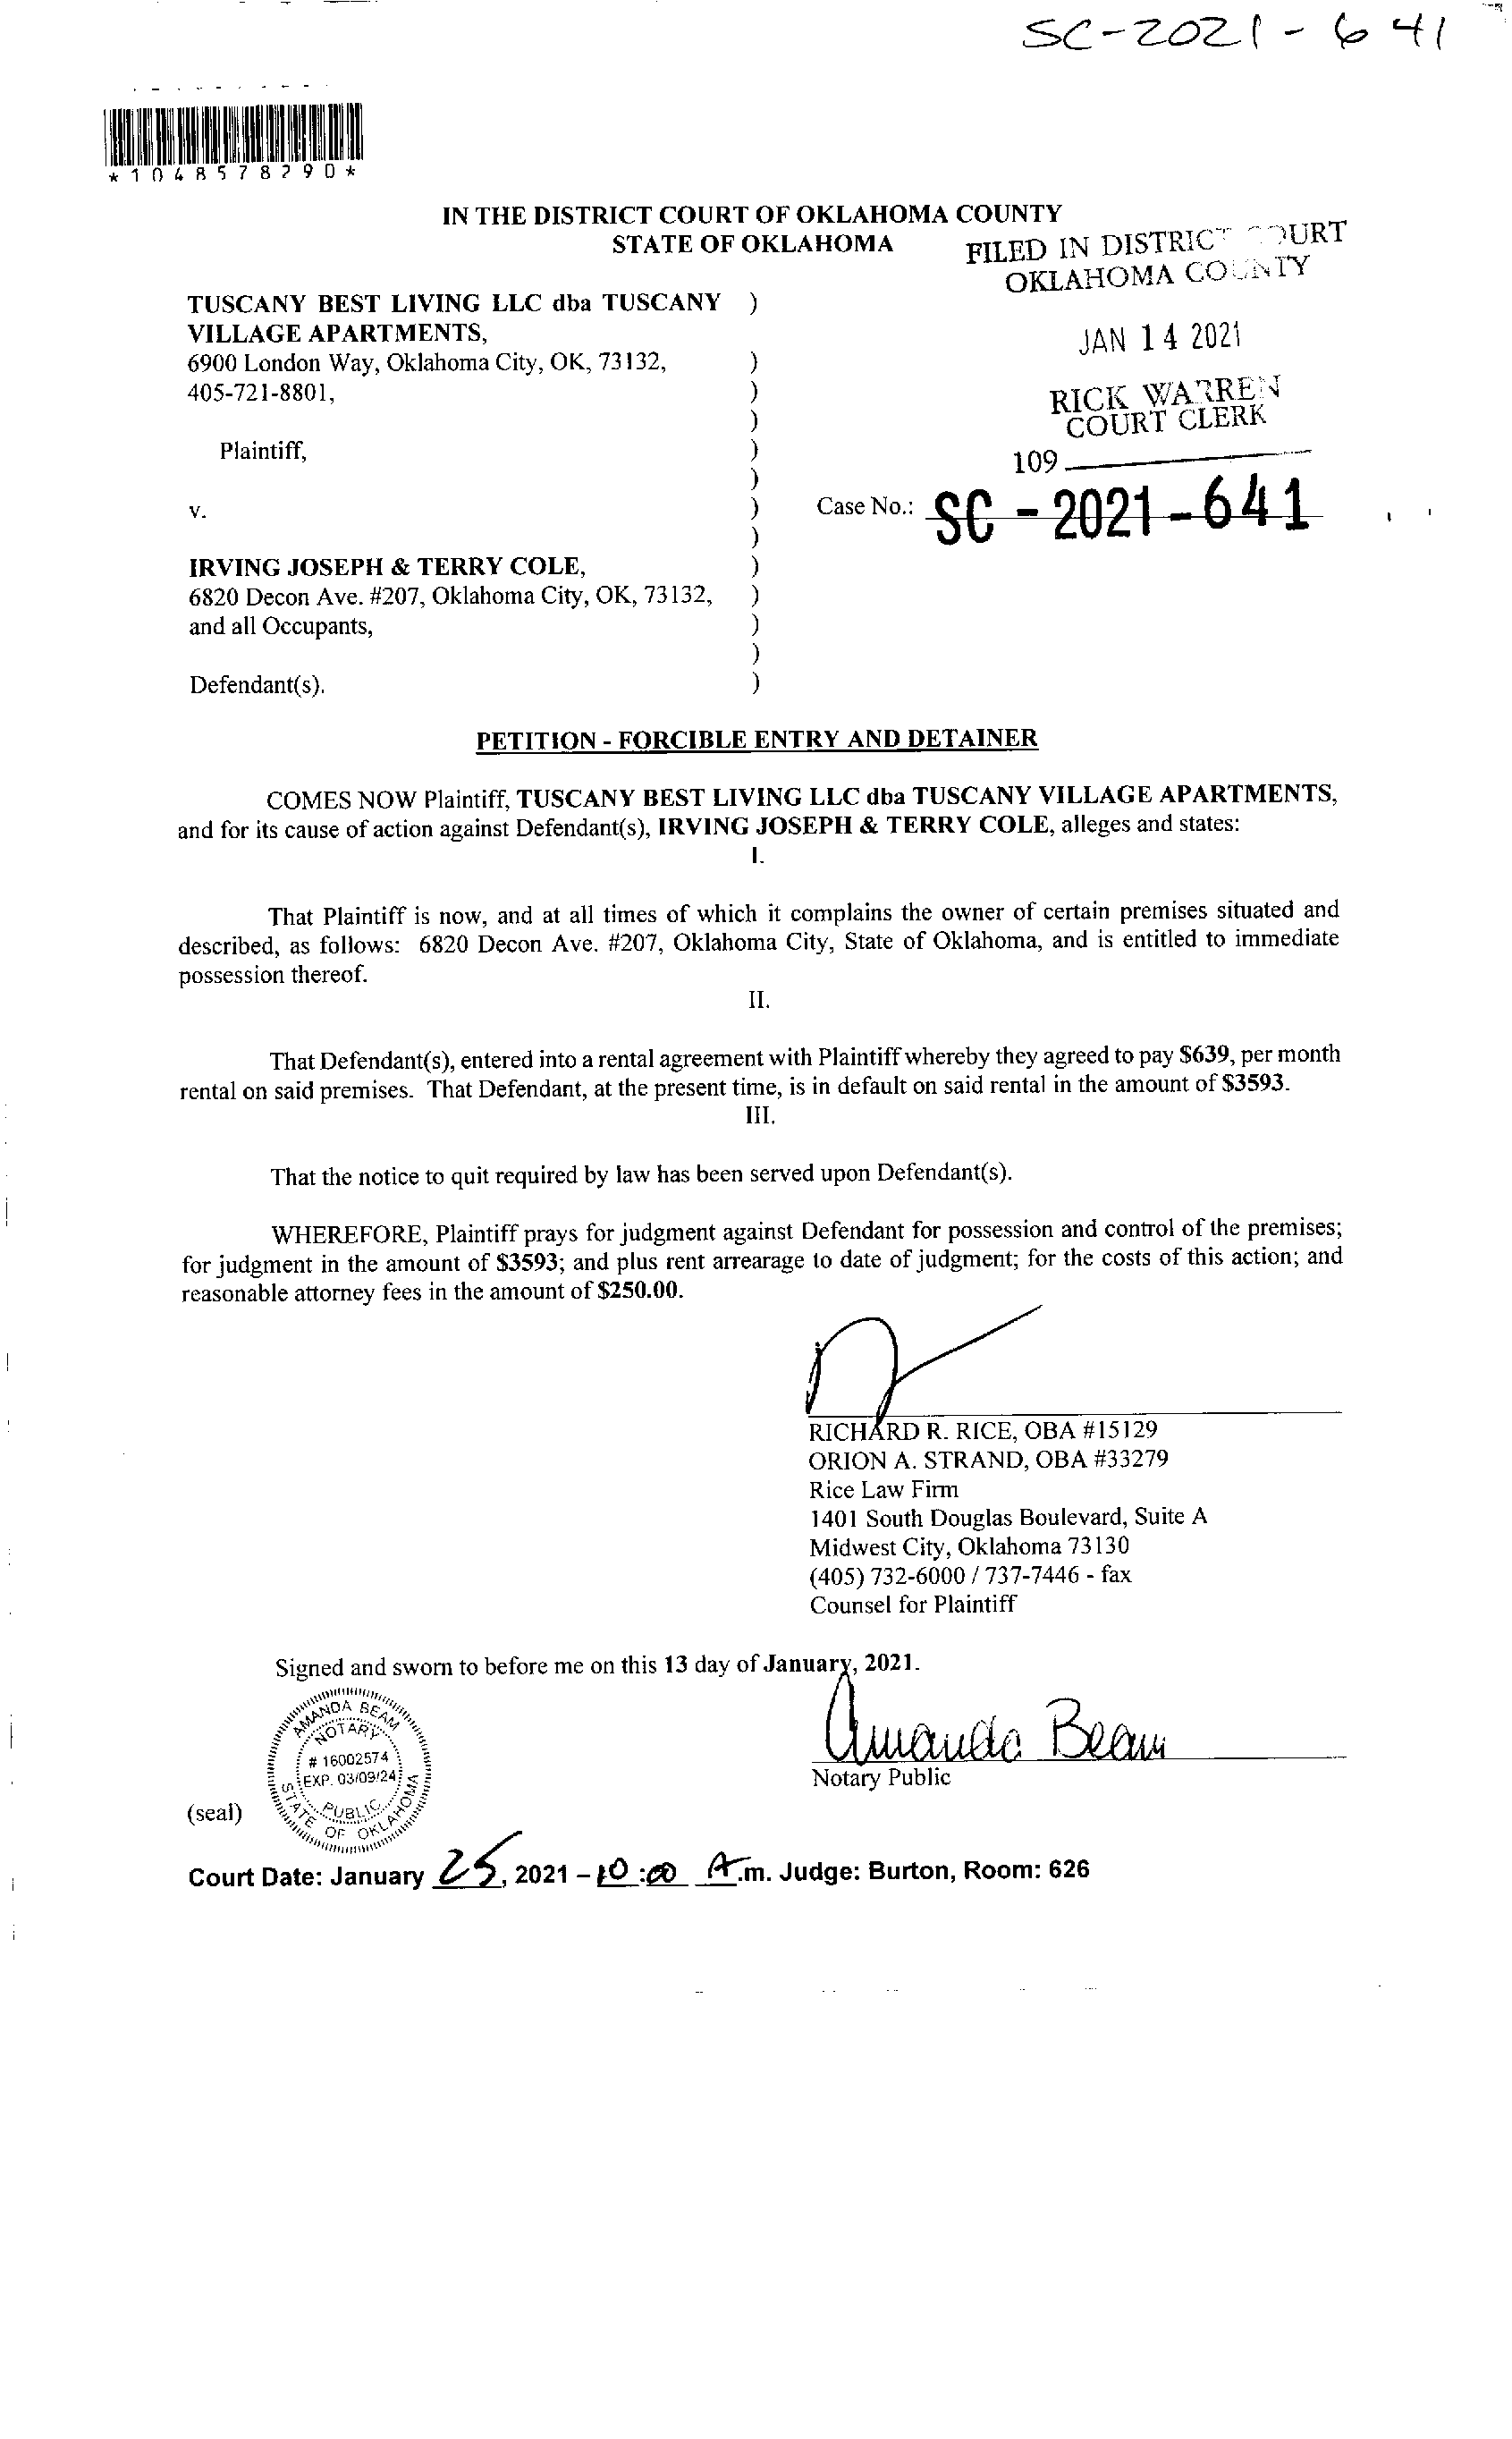 SC-2021-641
*1048578290*
IN THE DISTRICT COURT OF OKLAHOMA COUNTY
STATE OF OKLAHOMA
FILED IN DISTRICT COURT
OKLAHOMA COUNTY
JAN 14 2021
RICK WARREN
COURT CLERK
109
TUSCANY BEST LIVING LLC dba TUSCANY )
VILLAGE APARTMENTS,
6900 London Way, Oklahoma City, OK, 73132, )
405-721-8801, )
)
Plaintiff, )
)
v. ) Case No.: SC - 2021 - 641
)
IRVING JOSEPH & TERRY COLE, )
6820 Decon Ave. #207, Oklahoma City, OK, 73132, )
and all Occupants, )
)
Defendant(s). )
PETITION - FORCIBLE ENTRY AND DETAINER
COMES NOW Plaintiff, TUSCANY BEST LIVING LLC dba TUSCANY VILLAGE APARTMENTS,
and for its cause of action against Defendant(s), IRVING JOSEPH & TERRY COLE, alleges and states:
I.
That Plaintiff is now, and at all times of which it complains the owner of certain premises situated and
described, as follows: 6820 Decon Ave. #207, Oklahoma City, State of Oklahoma, and is entitled to immediate
possession thereof.
II.
That Defendant(s), entered into a rental agreement with Plaintiff whereby they agreed to pay $639, per month
rental on said premises. That Defendant, at the present time, is in default on said rental in the amount of $3593.
III.
That the notice to quit required by law has been served upon Defendant(s).
WHEREFORE, Plaintiff prays for judgment against Defendant for possession and control of the premises;
for judgment in the amount of $3593; and plus rent arrearage to date of judgment; for the costs of this action; and
reasonable attorney fees in the amount of $250.00.
RICHARD R. RICE, OBA #15129
ORION A. STRAND, OBA #33279
Rice Law Firm
1401 South Douglas Boulevard, Suite A
Midwest City, Oklahoma 73130
(405) 732-6000 / 737-7446 - fax
Counsel for Plaintiff
Signed and sworn to before me on this 13 day of January, 2021.
AMANDA BEAM
NOTARY
# 16002574
EXP. 03/09/24
PUBLIC
STATE OF OKLAHOMA
Amanda Beam
Notary Public
(seal)
Court Date: January 25, 2021 - 10:00 A.m. Judge: Burton, Room: 626